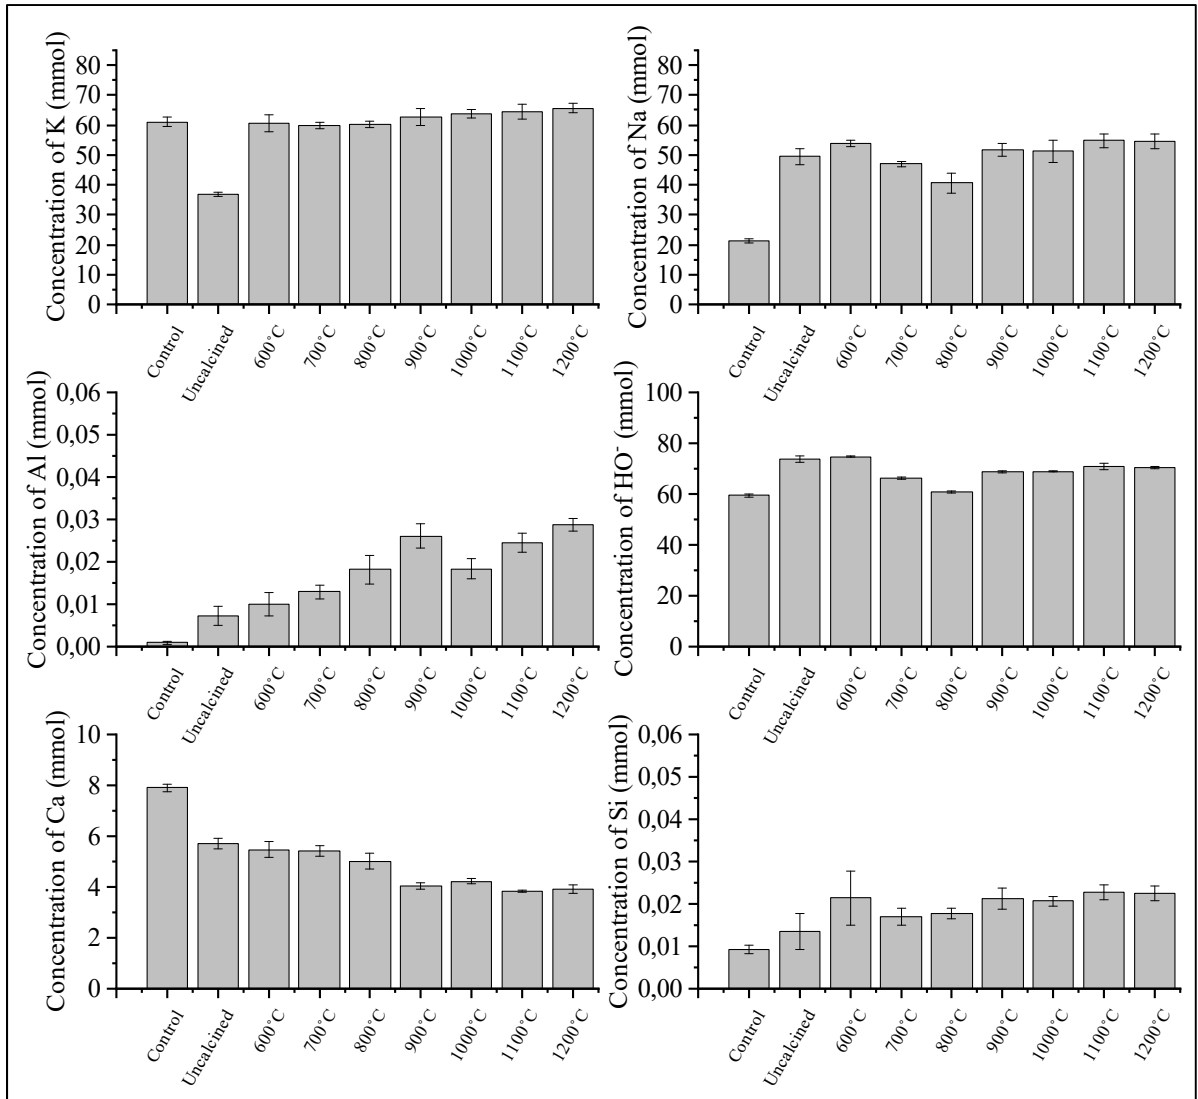 Concentration of K (mmol)
80
70
60
50
40
30
20
10
0
Control
Uncalcined
600°C
700°C
800°C
900°C
1000°C
1100°C
1200°C
Concentration of Na (mmol)
80
70
60
50
40
30
20
10
0
Control
Uncalcined
600°C
700°C
800°C
900°C
1000°C
1100°C
1200°C
Concentration of Al (mmol)
0,06
0,05
0,04
0,03
0,02
0,01
0,00
Control
Uncalcined
600°C
700°C
800°C
900°C
1000°C
1100°C
1200°C
Concentration of HO⁻ (mmol)
100
80
60
40
20
0
Control
Uncalcined
600°C
700°C
800°C
900°C
1000°C
1100°C
1200°C
Concentration of Ca (mmol)
10
8
6
4
2
0
Control
Uncalcined
600°C
700°C
800°C
900°C
1000°C
1100°C
1200°C
Concentration of Si (mmol)
0,06
0,05
0,04
0,03
0,02
0,01
0,00
Control
Uncalcined
600°C
700°C
800°C
900°C
1000°C
1100°C
1200°C